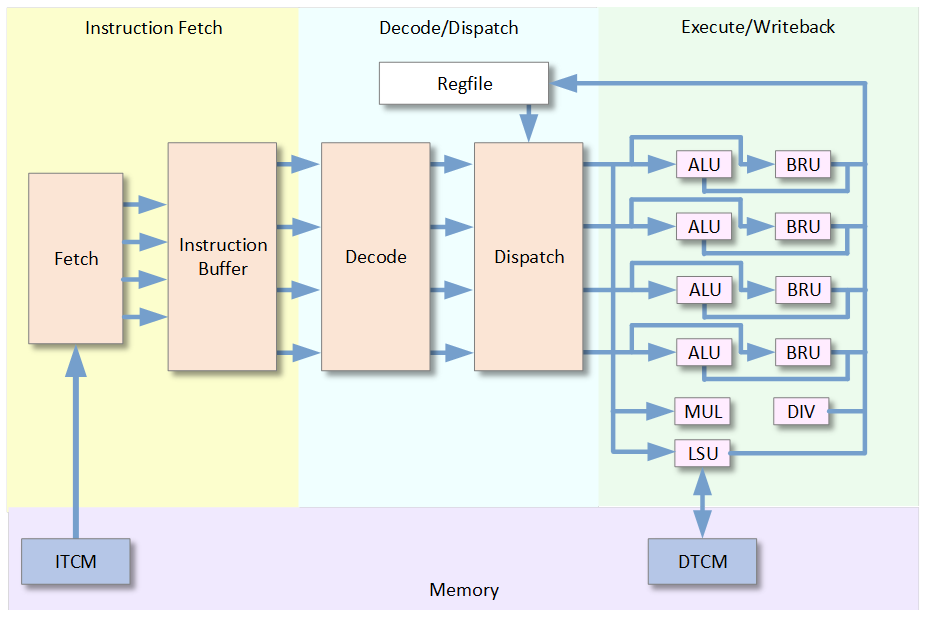 Instruction Fetch
Decode/Dispatch
Execute/Writeback
Regfile
Fetch
Instruction
Buffer
Decode
Dispatch
ALU
BRU
ALU
BRU
ALU
BRU
ALU
BRU
MUL
DIV
LSU
ITCM
DTCM
Memory